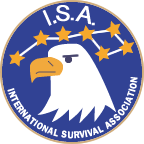 I.S.A.
INTERNATIONAL SURVIVAL ASSOCIATION